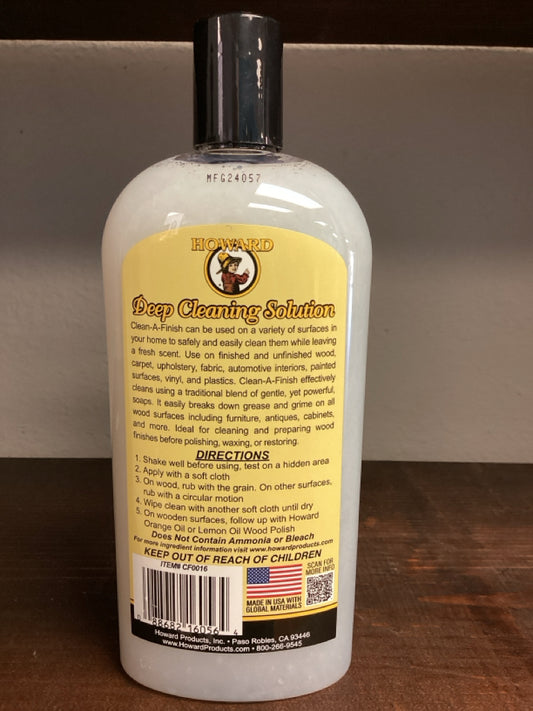 MFG24057
HOWARD
Deep Cleaning Solution
Clean-A-Finish can be used on a variety of surfaces in
your home to safely and easily clean them while leaving
a fresh scent. Use on finished and unfinished wood,
carpet, upholstery, fabric, automotive interiors, painted
surfaces, vinyl, and plastics. Clean-A-Finish effectively
cleans using a traditional blend of gentle, yet powerful,
soaps. It easily breaks down grease and grime on all
wood surfaces including furniture, antiques, cabinets,
and more. Ideal for cleaning and preparing wood
finishes before polishing, waxing, or restoring.
DIRECTIONS
1. Shake well before using, test on a hidden area
2. Apply with a soft cloth
3. On wood, rub with the grain. On other surfaces,
rub with a circular motion
4. Wipe clean with another soft cloth until dry
5. On wooden surfaces, follow up with Howard
Orange Oil or Lemon Oil Wood Polish
Does Not Contain Ammonia or Bleach
For more ingredient information visit www.howardproducts.com
KEEP OUT OF REACH OF CHILDREN
ITEM# CF0016
SCAN FOR
MORE INFO
MADE IN USA WITH
GLOBAL MATERIALS
88682 16056 4
Howard Products, Inc. • Paso Robles, CA 93446
www.HowardProducts.com • 800-266-9545